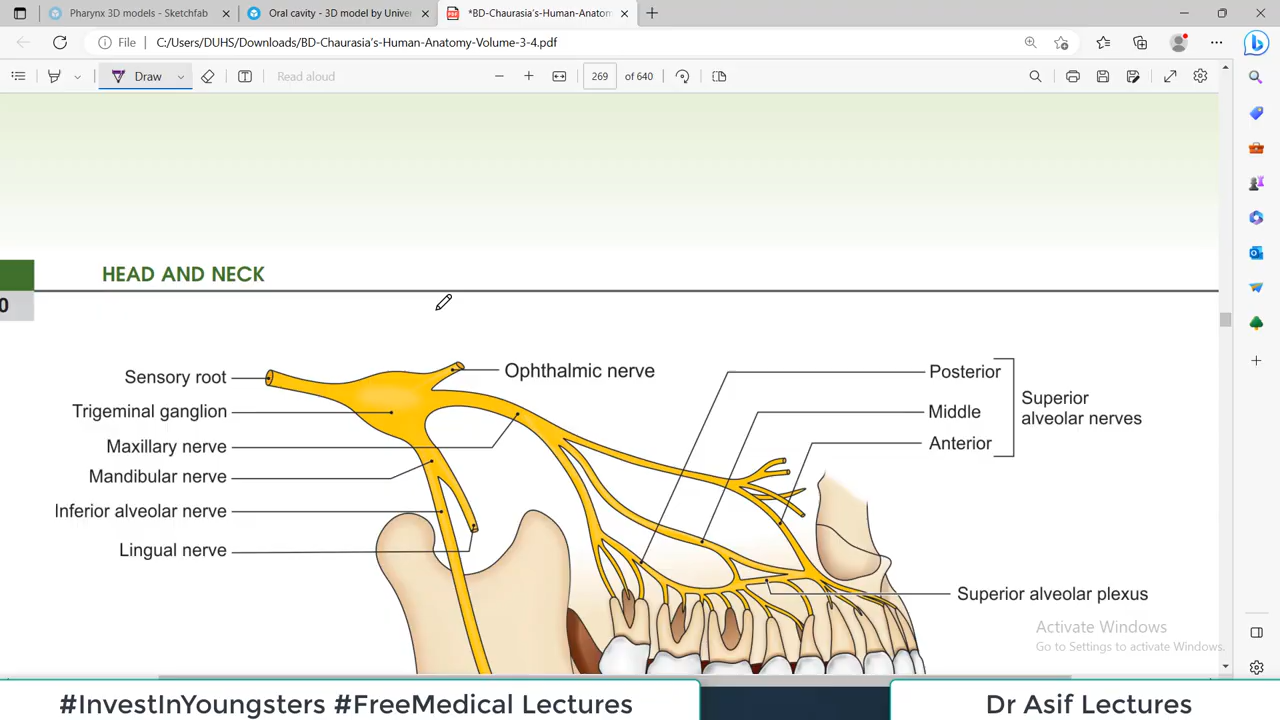 Pharynx 3D models - Sketchfab
Oral cavity - 3D model by Univer
*BD-Chaurasia's-Human-Anatom
File
C:/Users/DUHS/Downloads/BD-Chaurasia's-Human-Anatomy-Volume-3-4.pdf
Draw
Read aloud
269 of 640
HEAD AND NECK
0
Sensory root
Trigeminal ganglion
Maxillary nerve
Mandibular nerve
Inferior alveolar nerve
Lingual nerve
Ophthalmic nerve
Posterior
Middle
Anterior
Superior
alveolar nerves
Superior alveolar plexus
Activate Windows
Go to Settings to activate Windows.
#InvestInYoungsters #FreeMedical Lectures
Dr Asif Lectures